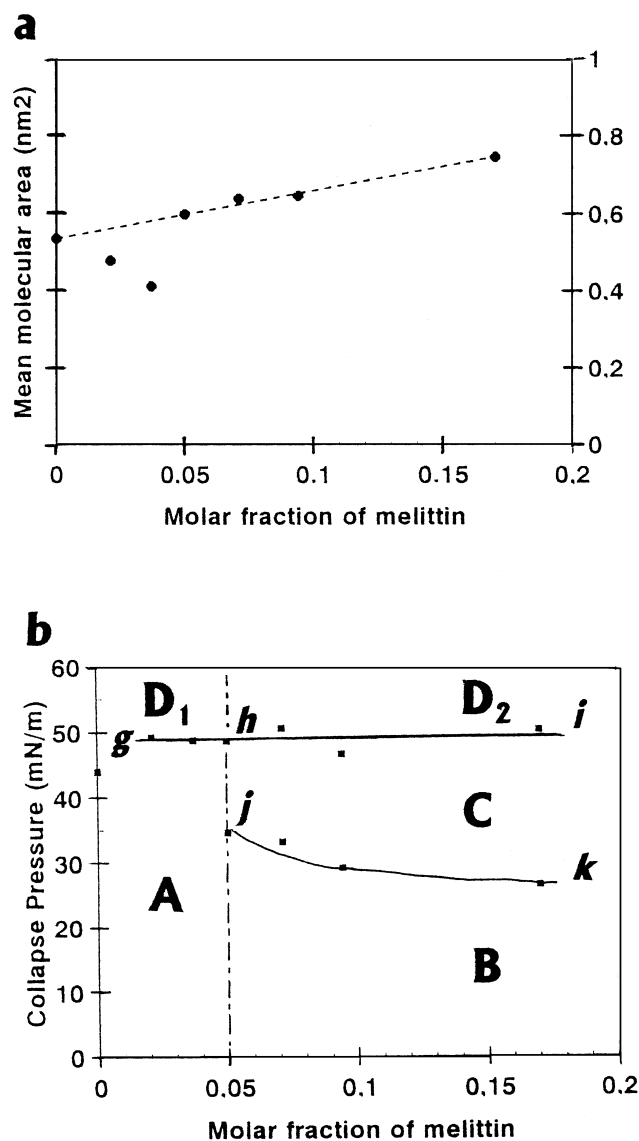 a
Mean molecular area (nm2)
1
0.8
0.6
0.4
0.2
0
0 0.05 0.1 0.15 0.2
Molar fraction of melittin
b
Collapse Pressure (mN/m)
60
50
40
30
20
10
0
D1 h D2 i
g
j C
A k
B
0 0.05 0.1 0.15 0.2
Molar fraction of melittin